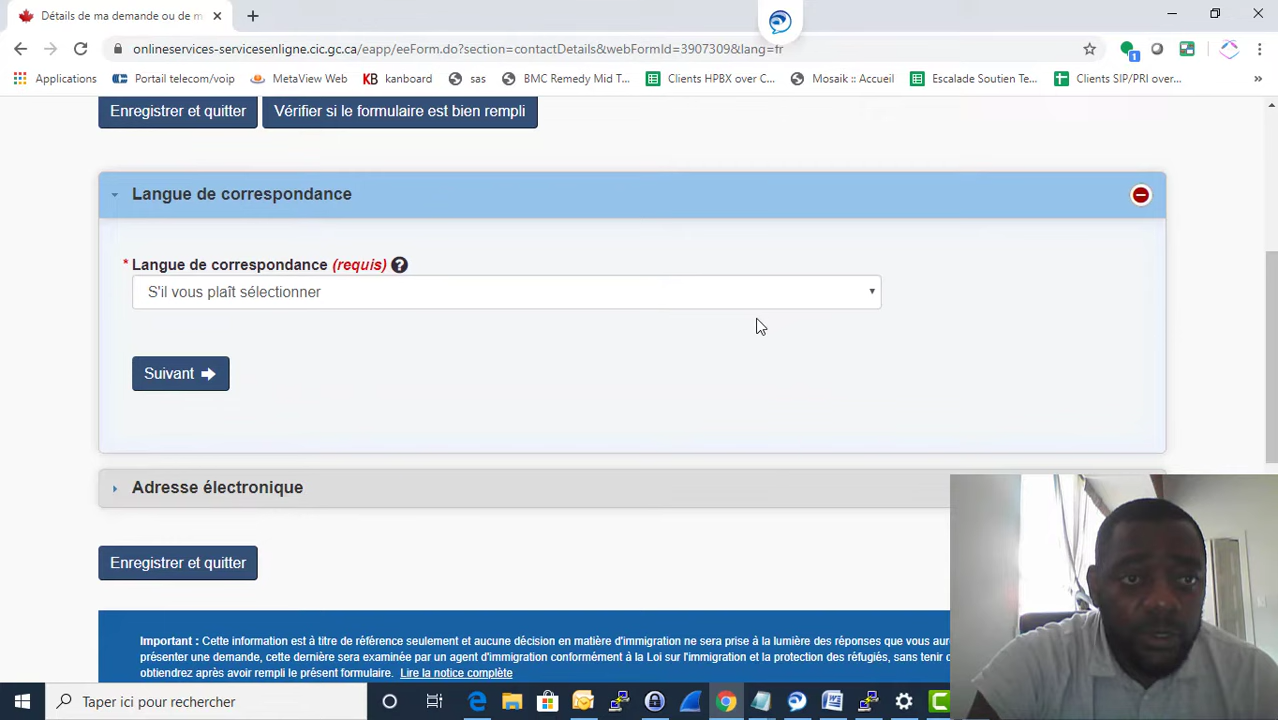 Détails de ma demande ou de m
onlineservices-servicesenligne.cic.gc.ca/eapp/eeForm.do?section=contactDetails&webFormId=3907309&lang=fr
1
Applications Portail telecom/voip MetaView Web KB kanboard sas BMC Remedy Mid T... Clients HPBX over C... Mosaik :: Accueil Escalade Soutien Te... Clients SIP/PRI over... »
Enregistrer et quitter Vérifier si le formulaire est bien rempli
Langue de correspondance
* Langue de correspondance (requis) ?
S'il vous plaît sélectionner
Suivant
Adresse électronique
Enregistrer et quitter
Important : Cette information est à titre de référence seulement et aucune décision en matière d'immigration ne sera prise à la lumière des réponses que vous
présenter une demande, cette dernière sera examinée par un agent d'immigration conformément à la Loi sur l'immigration et la protection des réfugiés, sans tenir
obtiendrez après avoir rempli le présent formulaire. Lire la notice complète
Taper ici pour rechercher